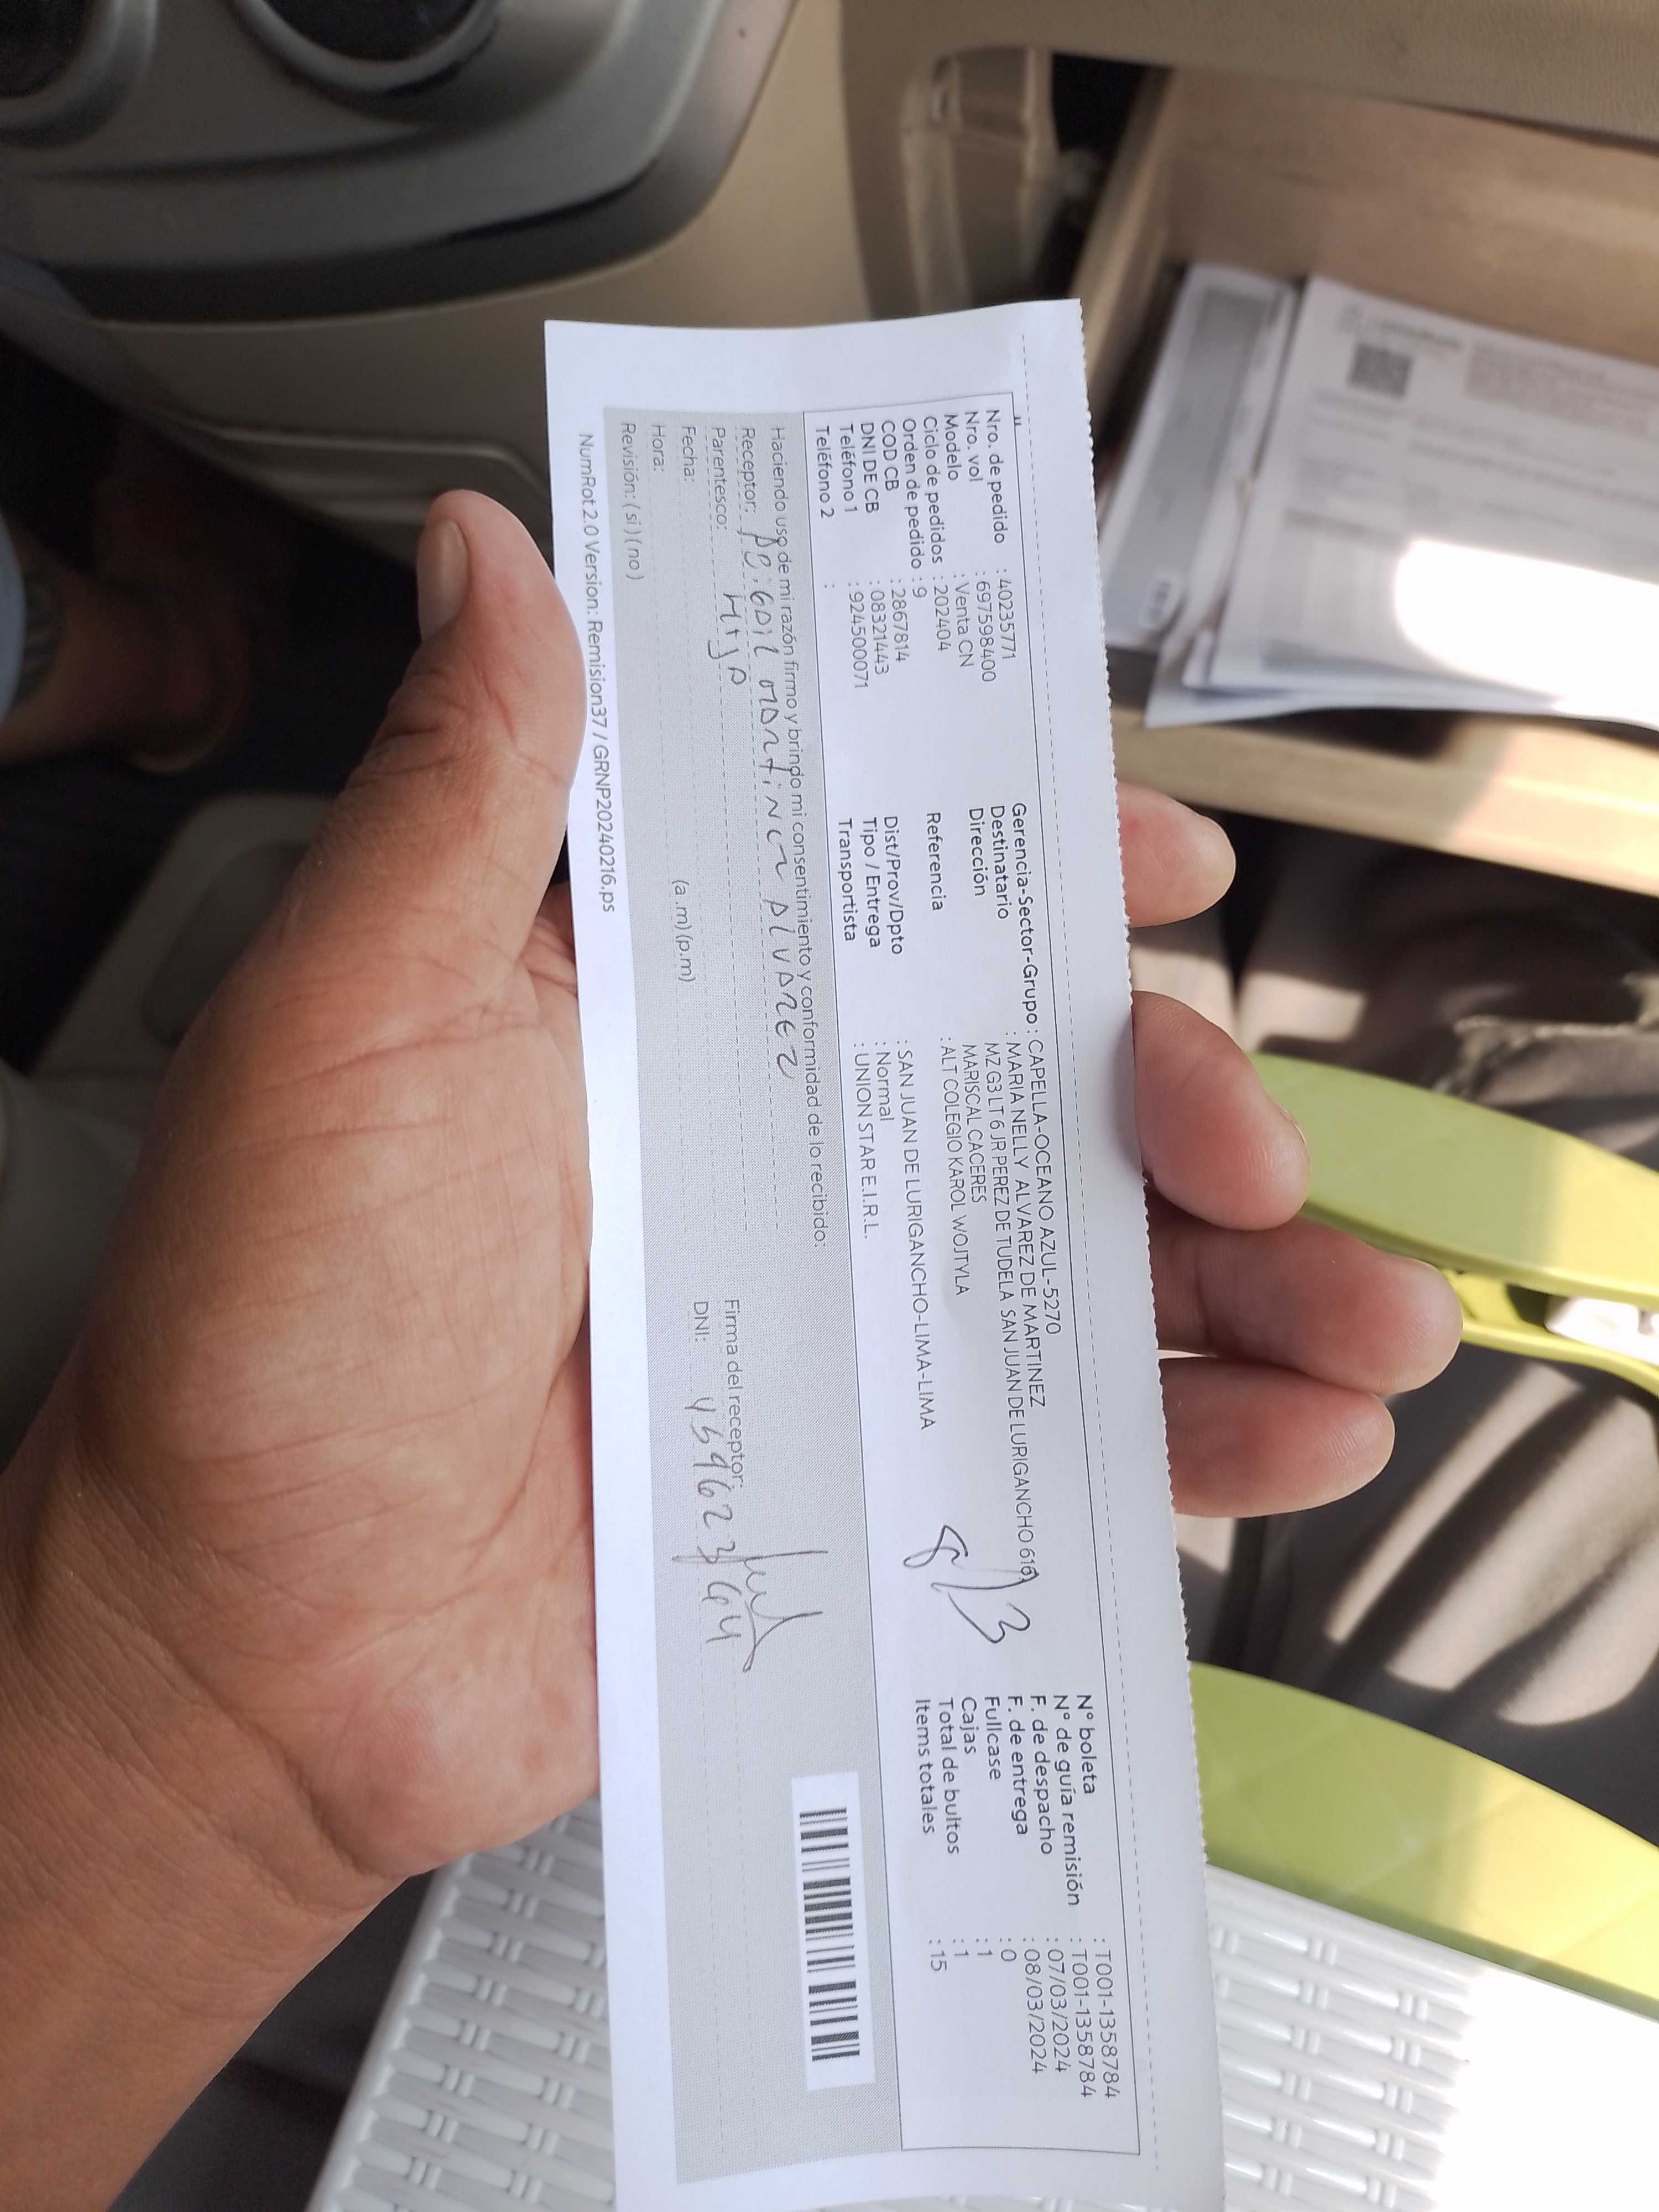 Nro. de pedido : 40235771
Nro. vol : 697598400
Modelo : Venta CN
Ciclo de pedidos : 202404
Orden de pedido : 9
COD CB : 2867814
DNI DE CB : 08321443
Teléfono 1 : 924500071
Teléfono 2 :
Gerencia-Sector-Grupo : CAPELLA-OCEANO AZUL-5270
Destinatario : MARIA NELLY ALVAREZ DE MARTINEZ
Dirección MZ G3 LT 6 JR PEREZ DE TUDELA SAN JUAN DE LURIGANCHO 616
MARISCAL CACERES
Referencia : ALT COLEGIO KAROL WOJTYLA
Dist/Prov/Dpto : SAN JUAN DE LURIGANCHO-LIMA-LIMA
Tipo / Entrega : Normal
Transportista : UNION STAR E.I.R.L.
8/3
N° boleta : T001-1358784
N° de guía remisión : T001-1358784
F. de despacho : 07/03/2024
F. de entrega : 08/03/2024
Fullcase : 0
Cajas : 1
Total de bultos : 1
Items totales : 15
Haciendo uso de mi razón firmo y brindo mi consentimiento y conformidad de lo recibido:
Receptor: ABiGAiL MARTiNEZ ALVAREZ
Parentesco: HijA
Fecha:
Hora: (a.m) (p.m)
Revisión: ( si ) ( no )
Firma del receptor:
DNI:
NumRot 2.0 Version: Remision37 / GRNP20240216.ps